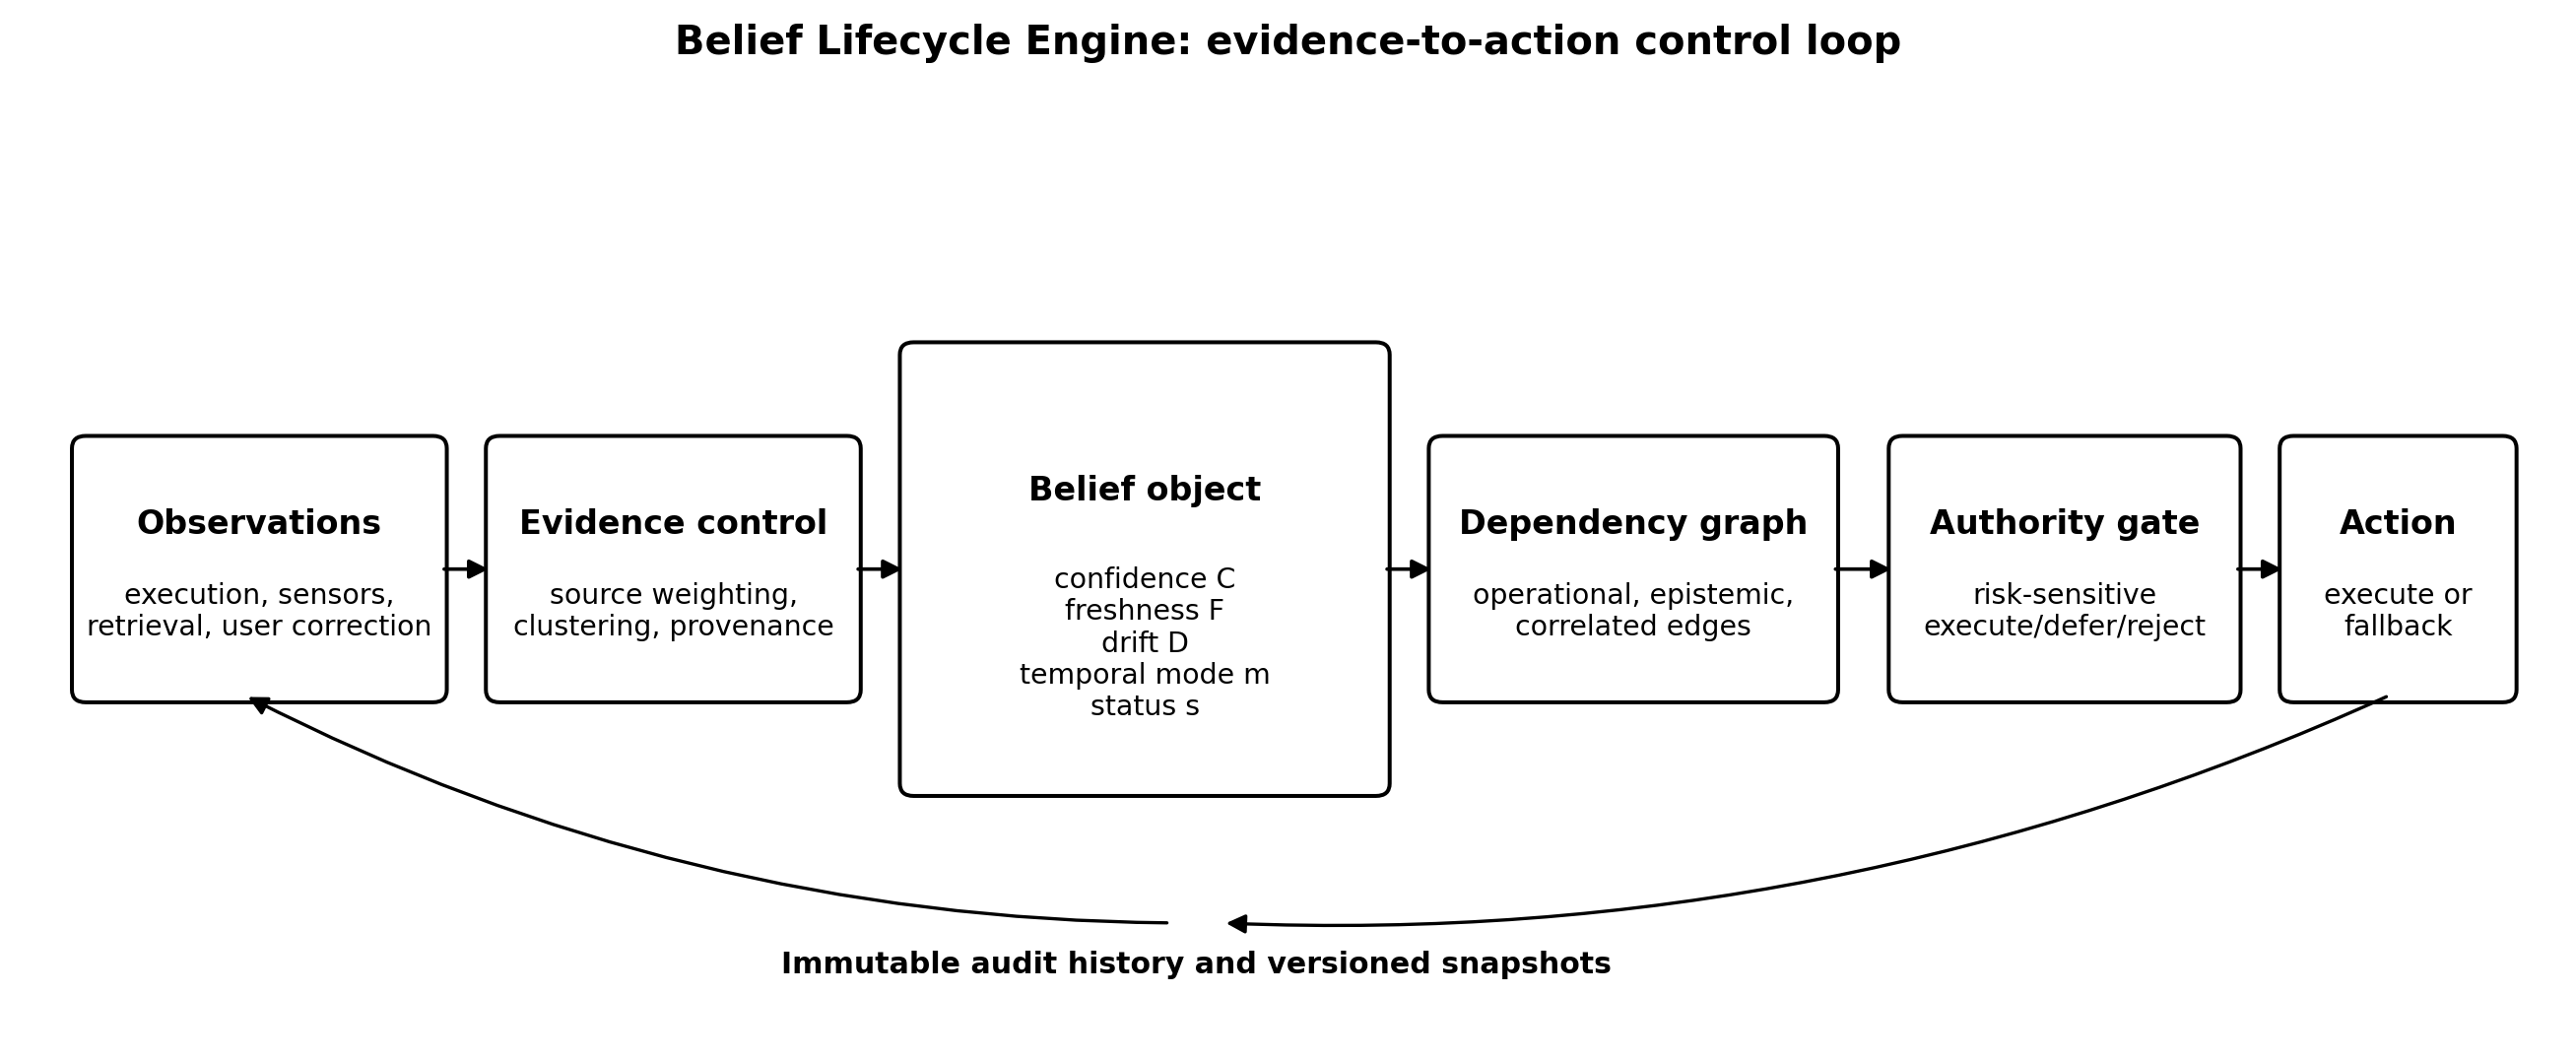 Belief Lifecycle Engine: evidence-to-action control loop
Observations
execution, sensors,
retrieval, user correction
Evidence control
source weighting,
clustering, provenance
Belief object
confidence C
freshness F
drift D
temporal mode m
status s
Dependency graph
operational, epistemic,
correlated edges
Authority gate
risk-sensitive
execute/defer/reject
Action
execute or
fallback
Immutable audit history and versioned snapshots